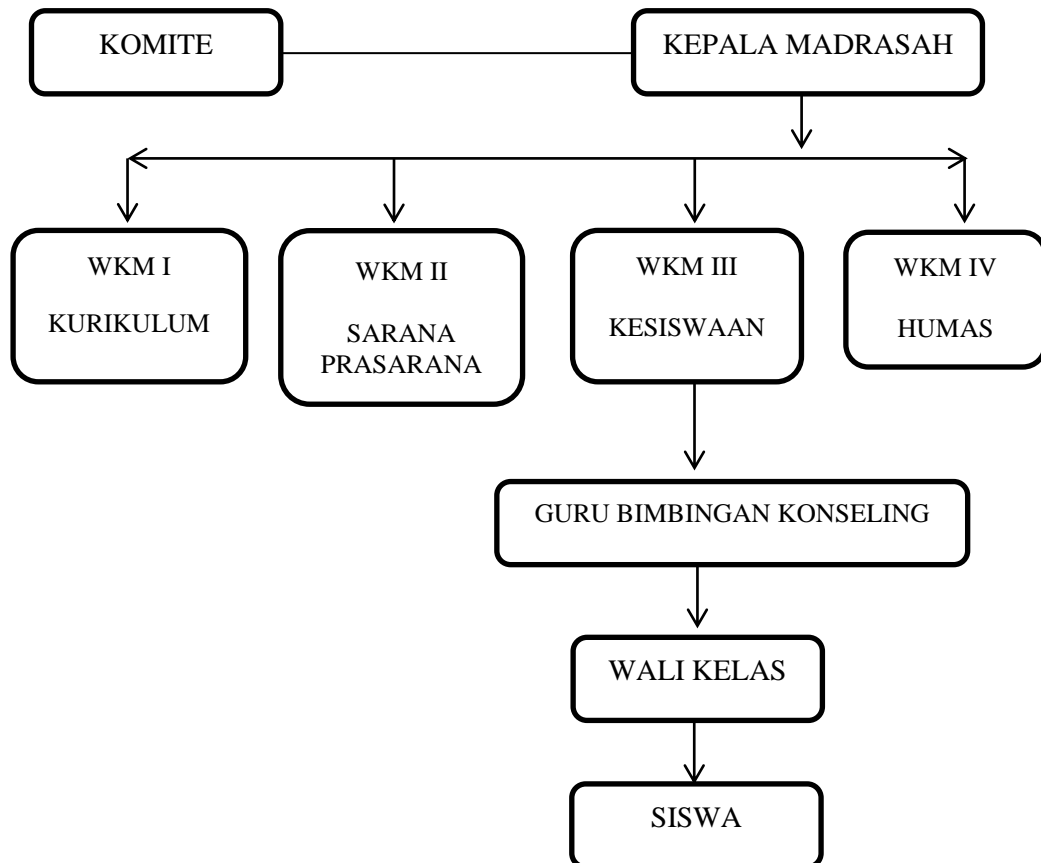 KOMITE
KEPALA MADRASAH
WKM I
KURIKULUM
WKM II
SARANA
PRASARANA
WKM III
KESISWAAN
WKM IV
HUMAS
GURU BIMBINGAN KONSELING
WALI KELAS
SISWA